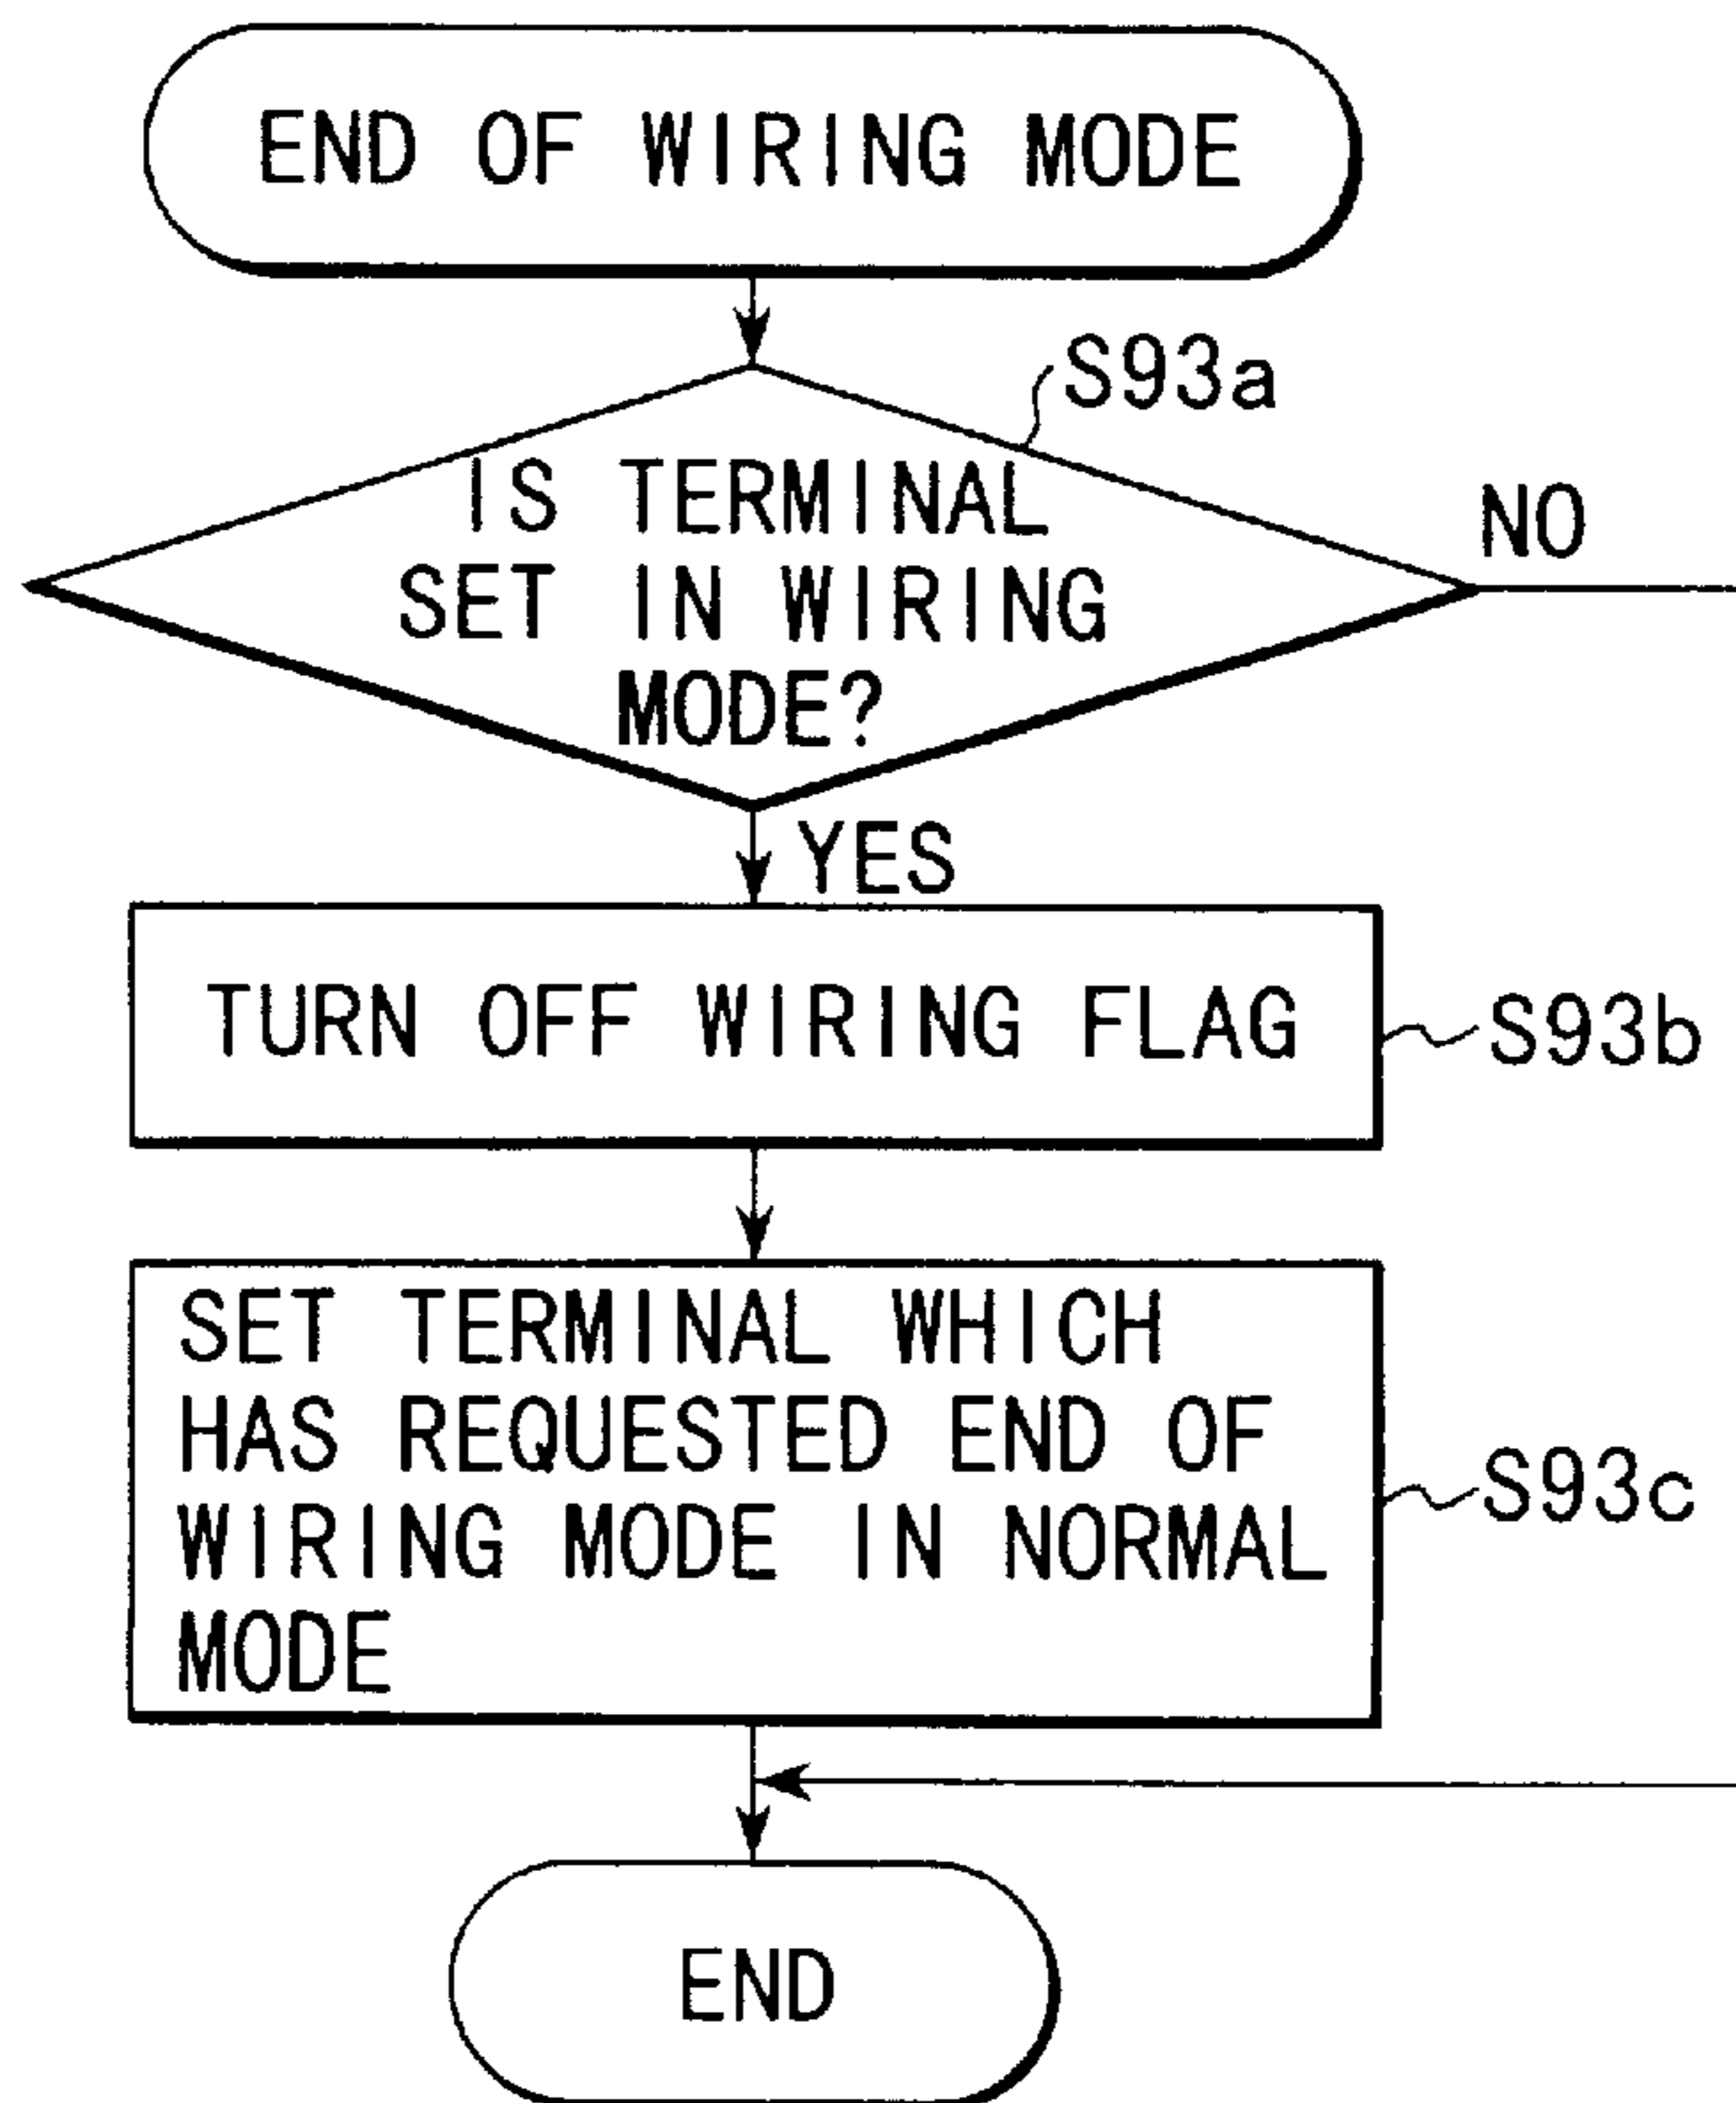 END OF WIRING MODE
S93a
IS TERMINAL
SET IN WIRING
MODE?
NO
YES
TURN OFF WIRING FLAG
S93b
SET TERMINAL WHICH
HAS REQUESTED END OF
WIRING MODE IN NORMAL
MODE
S93c
END